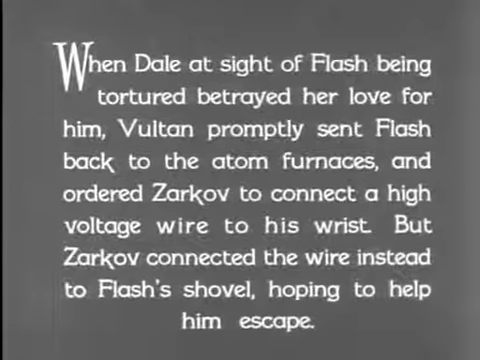 When Dale at sight of Flash being
tortured betrayed her love for
him, Vultan promptly sent Flash
back to the atom furnaces, and
ordered Zarkov to connect a high
voltage wire to his wrist. But
Zarkov connected the wire instead
to Flash's shovel, hoping to help
him escape.